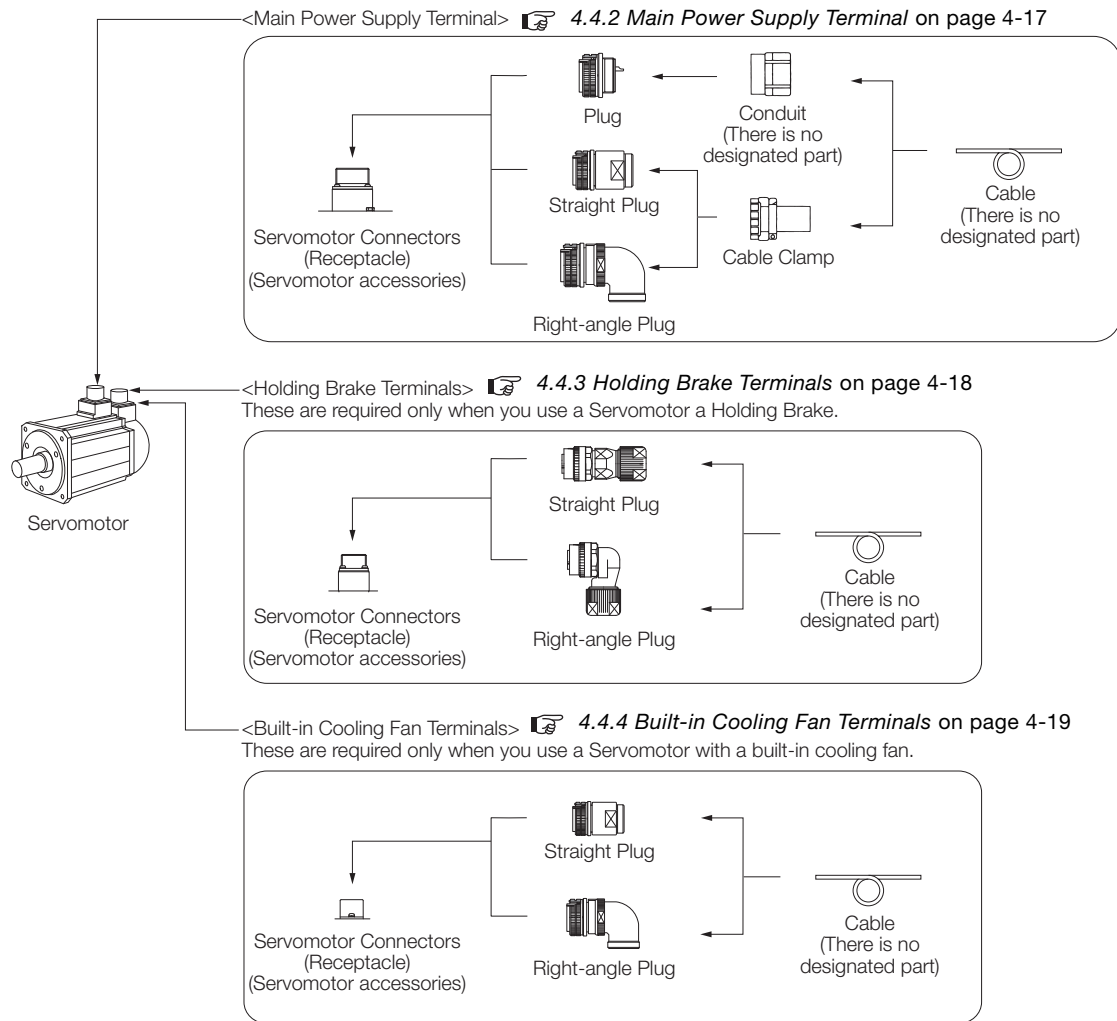 <Main Power Supply Terminal> 4.4.2 Main Power Supply Terminal on page 4-17
Plug
Conduit
(There is no
designated part)
Straight Plug
Cable
(There is no
designated part)
Servomotor Connectors
(Receptacle)
(Servomotor accessories)
Cable Clamp
Right-angle Plug
<Holding Brake Terminals> 4.4.3 Holding Brake Terminals on page 4-18
These are required only when you use a Servomotor a Holding Brake.
Servomotor
Straight Plug
Cable
(There is no
designated part)
Servomotor Connectors
(Receptacle)
(Servomotor accessories)
Right-angle Plug
<Built-in Cooling Fan Terminals> 4.4.4 Built-in Cooling Fan Terminals on page 4-19
These are required only when you use a Servomotor with a built-in cooling fan.
Straight Plug
Cable
(There is no
designated part)
Servomotor Connectors
(Receptacle)
(Servomotor accessories)
Right-angle Plug